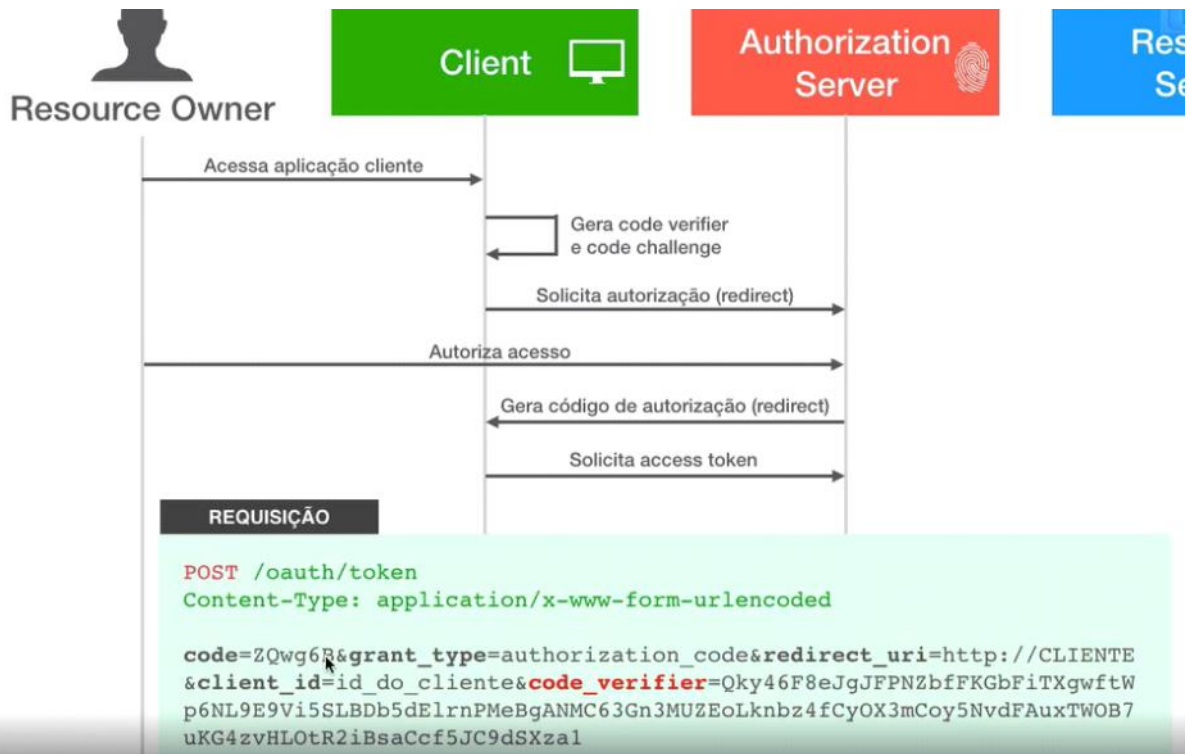 Resource Owner
Client
Authorization
Server
Acessa aplicação cliente
Gera code verifier
e code challenge
Solicita autorização (redirect)
Autoriza acesso
Gera código de autorização (redirect)
Solicita access token
REQUISIÇÃO
POST /oauth/token
Content-Type: application/x-www-form-urlencoded
code=ZQwg6B&grant_type=authorization_code&redirect_uri=http://CLIENTE
&client_id=id_do_cliente&code_verifier=Qky46F8eJgJFPNZbfFKGbFiTXgwftW
p6NL9E9Vi5SLBDb5dElrnPMeBgANMC63Gn3MUZEoLknbz4fCyOX3mCoy5NvdFAuxTWOB7
uKG4zvHLOtR2iBsaCcf5JC9dSXzal